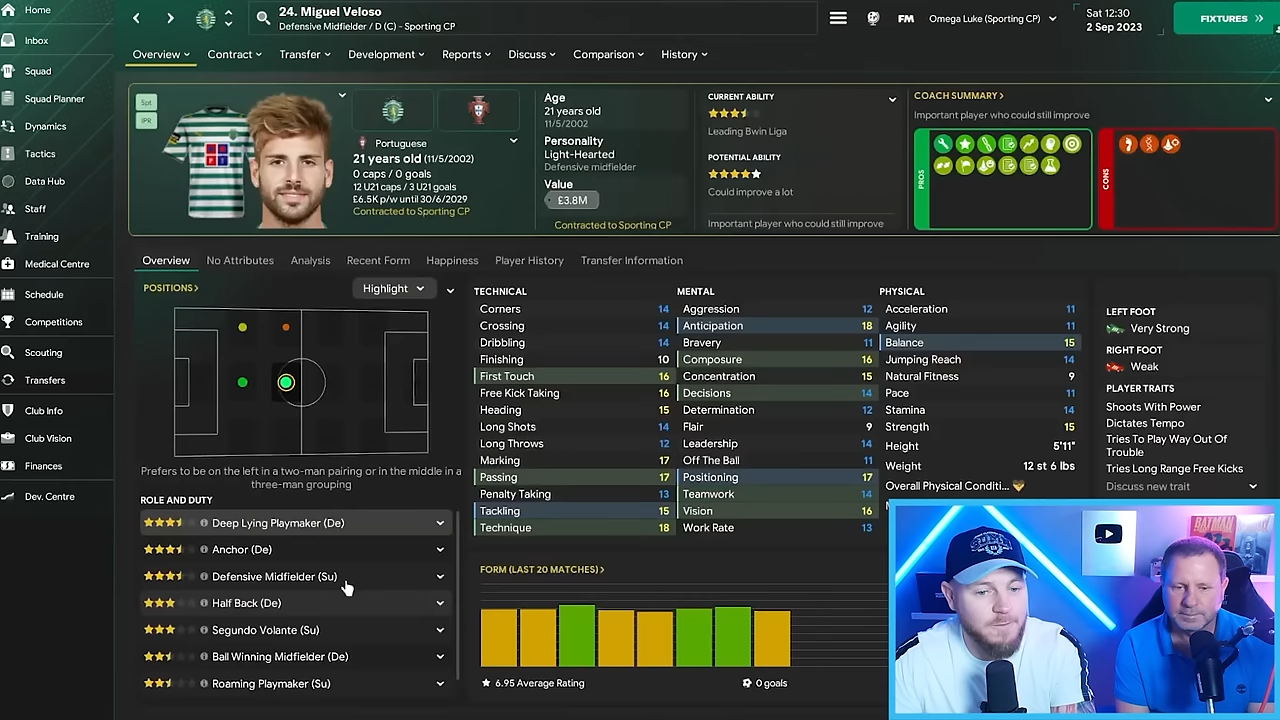 Home
Inbox
Squad
Squad Planner
Dynamics
Tactics
Data Hub
Staff
Training
Medical Centre
Schedule
Competitions
Scouting
Transfers
Club Info
Club Vision
Finances
Dev. Centre
24. Miguel Veloso
Defensive Midfielder / D (C) - Sporting CP
FM
Omega Luke (Sporting CP)
Sat 12:30
2 Sep 2023
FIXTURES
Overview
Contract
Transfer
Development
Reports
Discuss
Comparison
History
Spt
IPR
Portuguese
21 years old (11/5/2002)
0 caps / 0 goals
12 U21 caps / 3 U21 goals
£6.5K p/w until 30/6/2029
Contracted to Sporting CP
Age
21 years old
11/5/2002
Personality
Light-Hearted
Defensive midfielder
Value
£3.8M
Contracted to Sporting CP
CURRENT ABILITY
Leading Bwin Liga
POTENTIAL ABILITY
Could improve a lot
Important player who could still improve
COACH SUMMARY >
Important player who could still improve
PROS
CONS
Overview
No Attributes
Analysis
Recent Form
Happiness
Player History
Transfer Information
POSITIONS >
Highlight
Prefers to be on the left in a two-man pairing or in the middle in a
three-man grouping
ROLE AND DUTY
Deep Lying Playmaker (De)
Anchor (De)
Defensive Midfielder (Su)
Half Back (De)
Segundo Volante (Su)
Ball Winning Midfielder (De)
Roaming Playmaker (Su)
TECHNICAL
Corners 14
Crossing 14
Dribbling 14
Finishing 10
First Touch 16
Free Kick Taking 16
Heading 15
Long Shots 14
Long Throws 12
Marking 17
Passing 17
Penalty Taking 13
Tackling 15
Technique 18
MENTAL
Aggression 12
Anticipation 18
Bravery 11
Composure 16
Concentration 15
Decisions 14
Determination 12
Flair 9
Leadership 14
Off The Ball 11
Positioning 17
Teamwork 14
Vision 16
Work Rate 13
PHYSICAL
Acceleration 11
Agility 11
Balance 15
Jumping Reach 14
Natural Fitness 9
Pace 11
Stamina 14
Strength 15
Height 5'11"
Weight 12 st 6 lbs
Overall Physical Conditi...
LEFT FOOT
Very Strong
RIGHT FOOT
Weak
PLAYER TRAITS
Shoots With Power
Dictates Tempo
Tries To Play Way Out Of
Trouble
Tries Long Range Free Kicks
Discuss new trait
FORM (LAST 20 MATCHES) >
6.95 Average Rating
0 goals
BATMAN